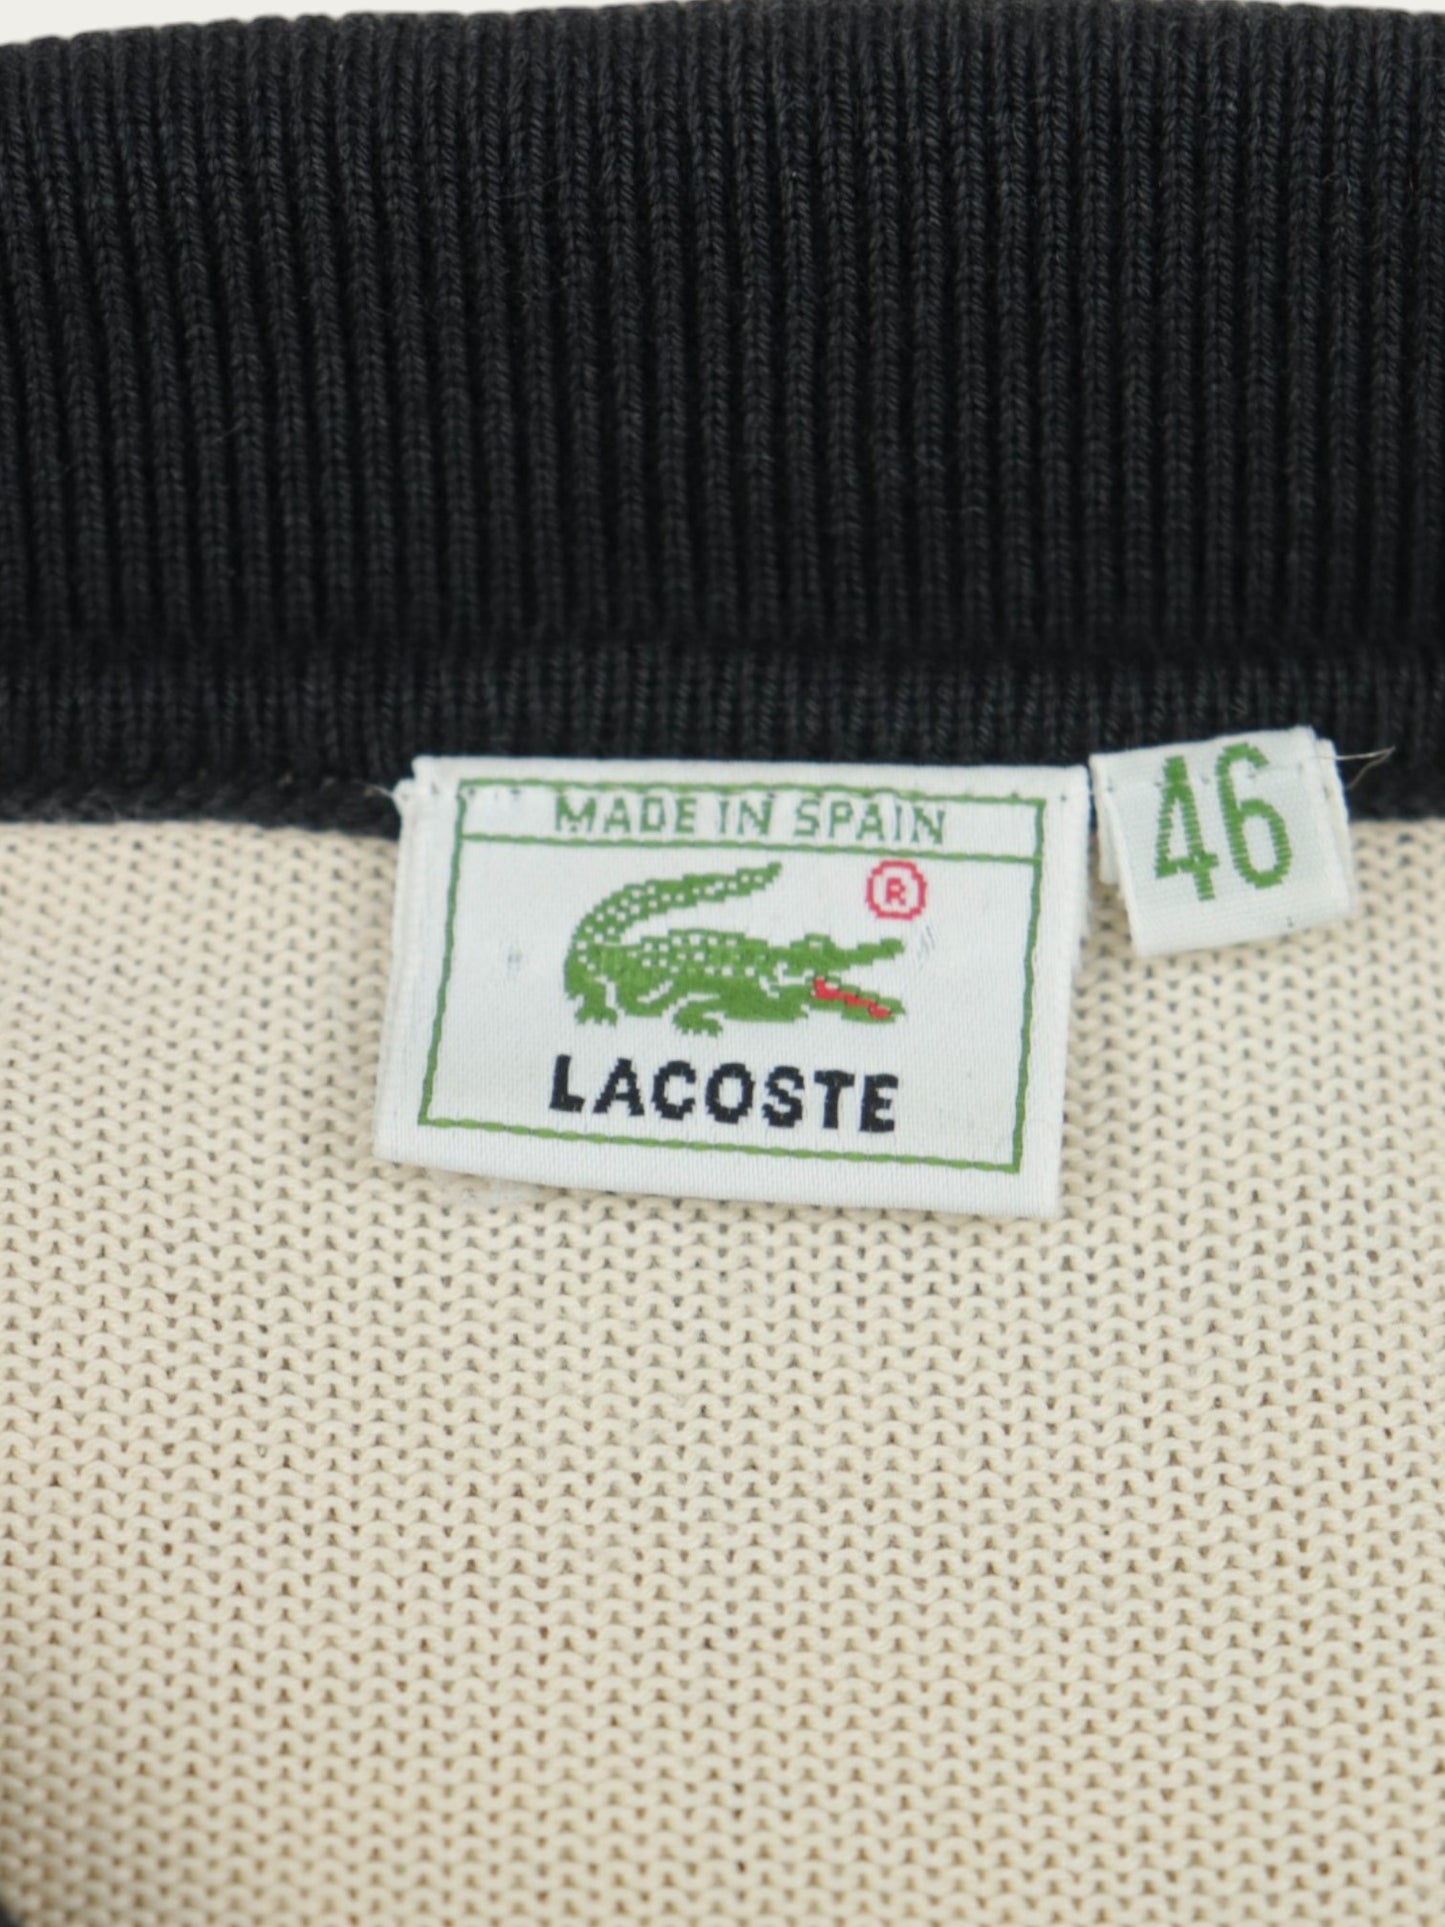 MADE IN SPAIN
®
LACOSTE
46